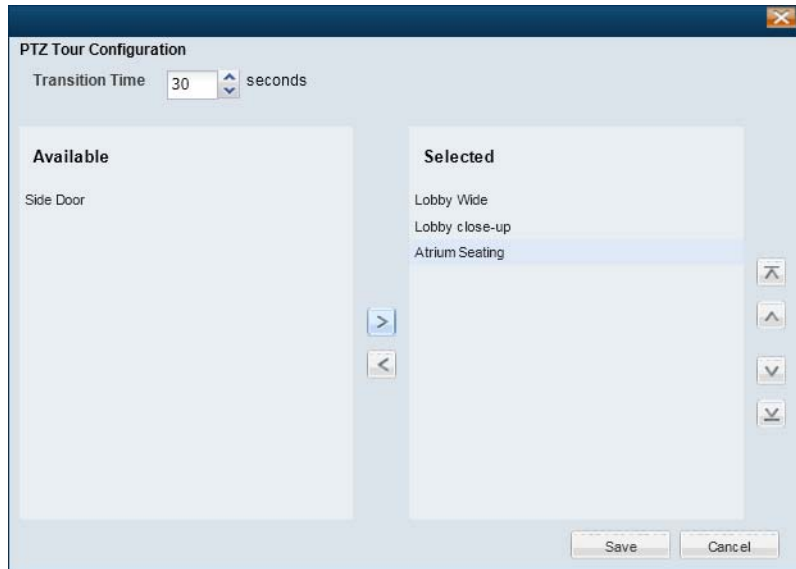 PTZ Tour Configuration
Transition Time 30 seconds
Available
Side Door
Selected
Lobby Wide
Lobby close-up
Atrium Seating
Save Cancel